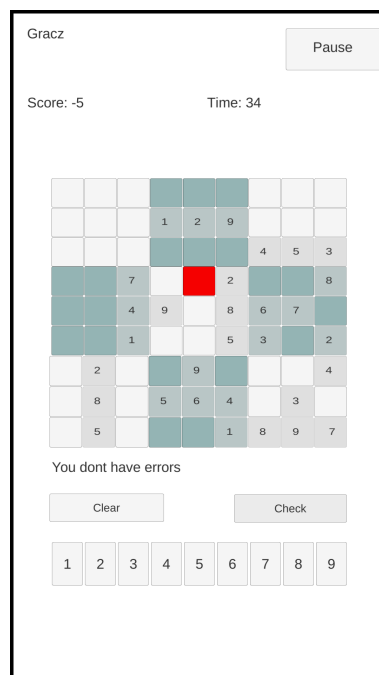 Gracz
Pause
Score: -5 Time: 34
1 2 9
4 5 3
7 2 8
4 9 8 6 7
1 5 3 2
2 9 4
8 5 6 4 3
5 1 8 9 7
You dont have errors
Clear Check
1 2 3 4 5 6 7 8 9